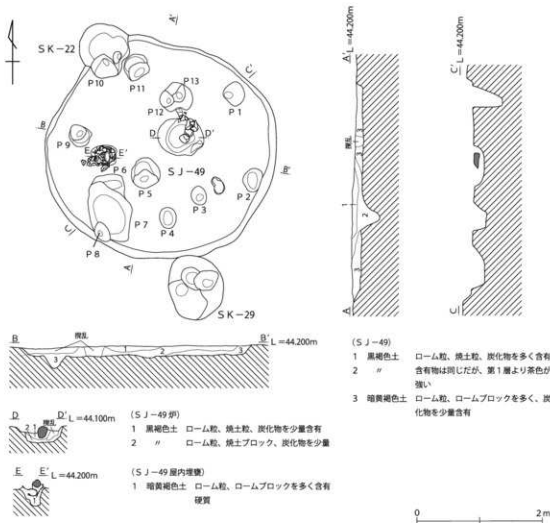 SK-22
A'
C'
P10
P11
P13
P12
P1
D
D'
B
P9
E
E'
P6
SJ-49
P5
P2
B'
P3
P7
P4
C
P8
A
SK-29
A L=44.200m
撹乱
1
2
3
A
C' L=44.200m
C
B
撹乱
1
2
3
3
B' L=44.200m
(SJ-49)
1 黒褐色土 ローム粒、焼土粒、炭化物を多く含有
2 〃 含有物は同じだが、第1層より茶色が
強い
3 暗黄褐色土 ローム粒、ロームブロックを多く、炭
化物を少量含有
D 撹乱 D' L=44.100m
2 1
(SJ-49 炉)
1 黒褐色土 ローム粒、焼土粒、炭化物を少量含有
2 〃 ローム粒、焼土ブロック、炭化物を少量
E E' L=44.200m
1
(SJ-49 屋内埋甕)
1 暗黄褐色土 ローム粒、ロームブロックを多く含有
硬質
0 2m